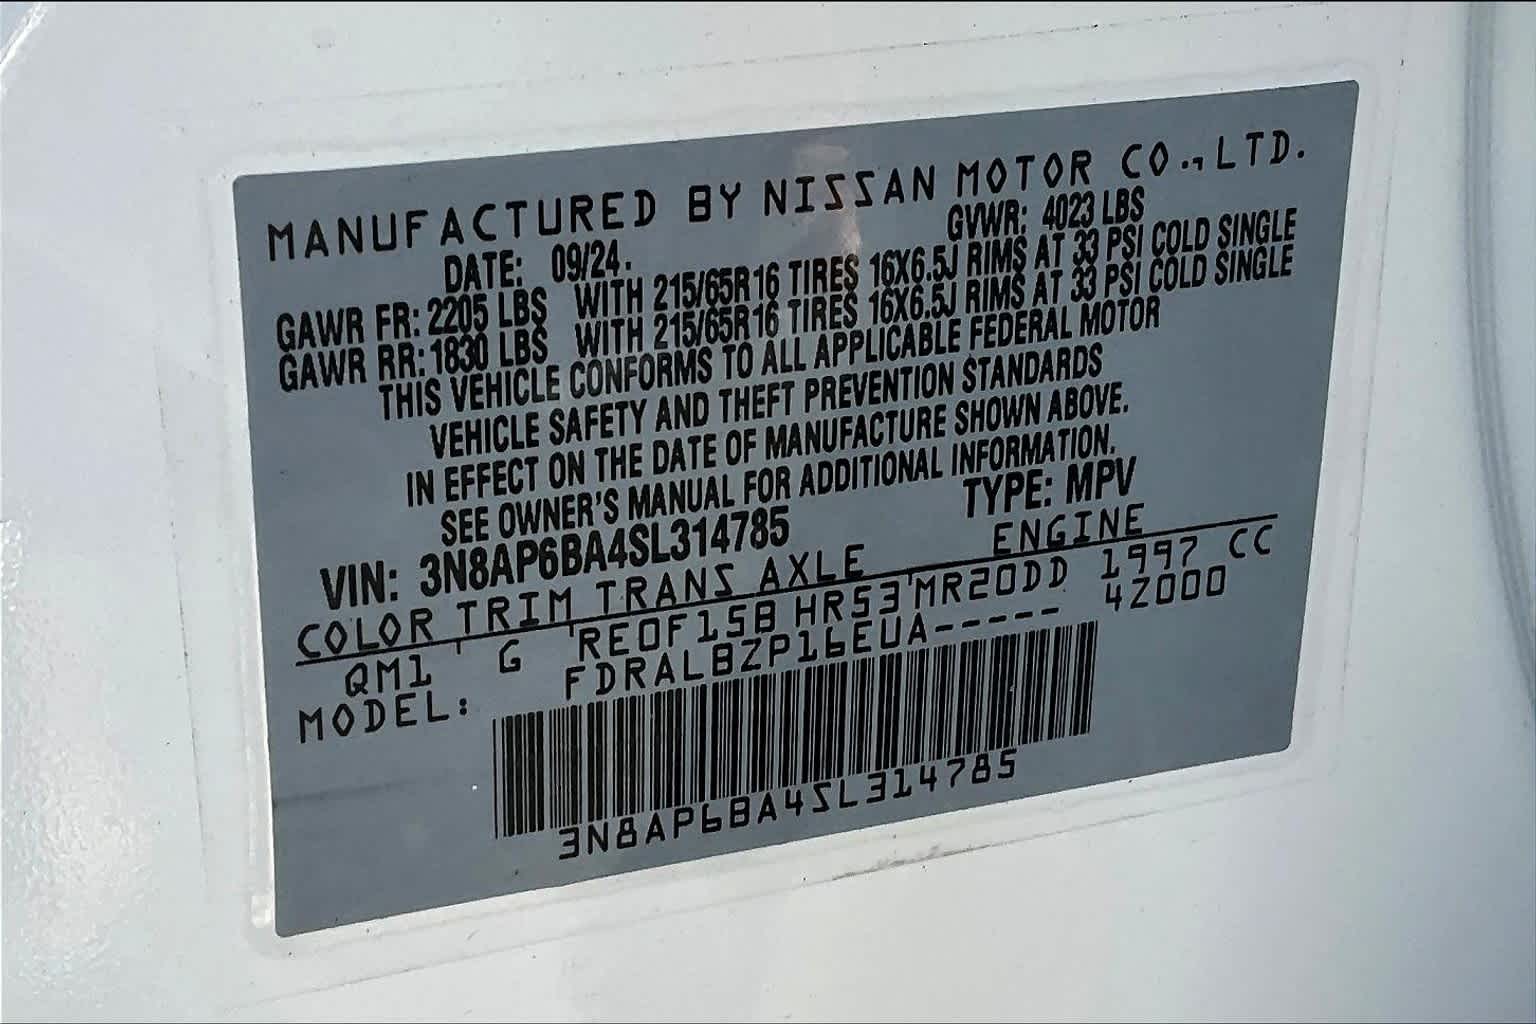 MANUFACTURED BY NISSAN MOTOR CO.,LTD.
DATE: 09/24. GVWR: 4023 LBS
GAWR FR: 2205 LBS WITH 215/65R16 TIRES 16X6.5J RIMS AT 33 PSI COLD SINGLE
GAWR RR: 1830 LBS WITH 215/65R16 TIRES 16X6.5J RIMS AT 33 PSI COLD SINGLE
THIS VEHICLE CONFORMS TO ALL APPLICABLE FEDERAL MOTOR
VEHICLE SAFETY AND THEFT PREVENTION STANDARDS
IN EFFECT ON THE DATE OF MANUFACTURE SHOWN ABOVE.
SEE OWNER'S MANUAL FOR ADDITIONAL INFORMATION.
VIN: 3N8AP6BA4SL314785 TYPE: MPV
COLOR TRIM TRANS AXLE ENGINE
QM1 G RE0F15B HR53 MR20DD 1997 CC
MODEL: FDRALBZP16EUA----- 4Z000
3N8AP6BA4SL314785